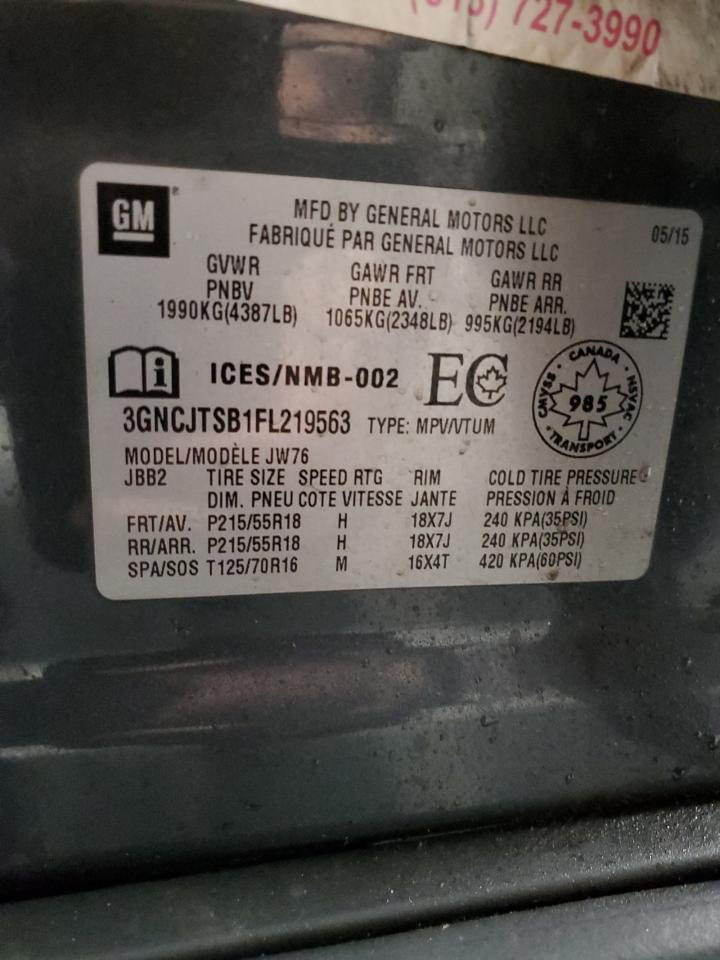 727-3990
GM
MFD BY GENERAL MOTORS LLC
FABRIQUÉ PAR GENERAL MOTORS LLC
05/15
GVWR GAWR FRT GAWR RR
PNBV PNBE AV. PNBE ARR.
1990KG(4387LB) 1065KG(2348LB) 995KG(2194LB)
i ICES/NMB-002 EC
CANADA
CMVSS 985 NSVAC
TRANSPORT
3GNCJTSB1FL219563 TYPE: MPV/VTUM
MODEL/MODÈLE JW76
JBB2 TIRE SIZE SPEED RTG RIM COLD TIRE PRESSURE
DIM. PNEU COTE VITESSE JANTE PRESSION À FROID
FRT/AV. P215/55R18 H 18X7J 240 KPA(35PSI)
RR/ARR. P215/55R18 H 18X7J 240 KPA(35PSI)
SPA/SOS T125/70R16 M 16X4T 420 KPA(60PSI)